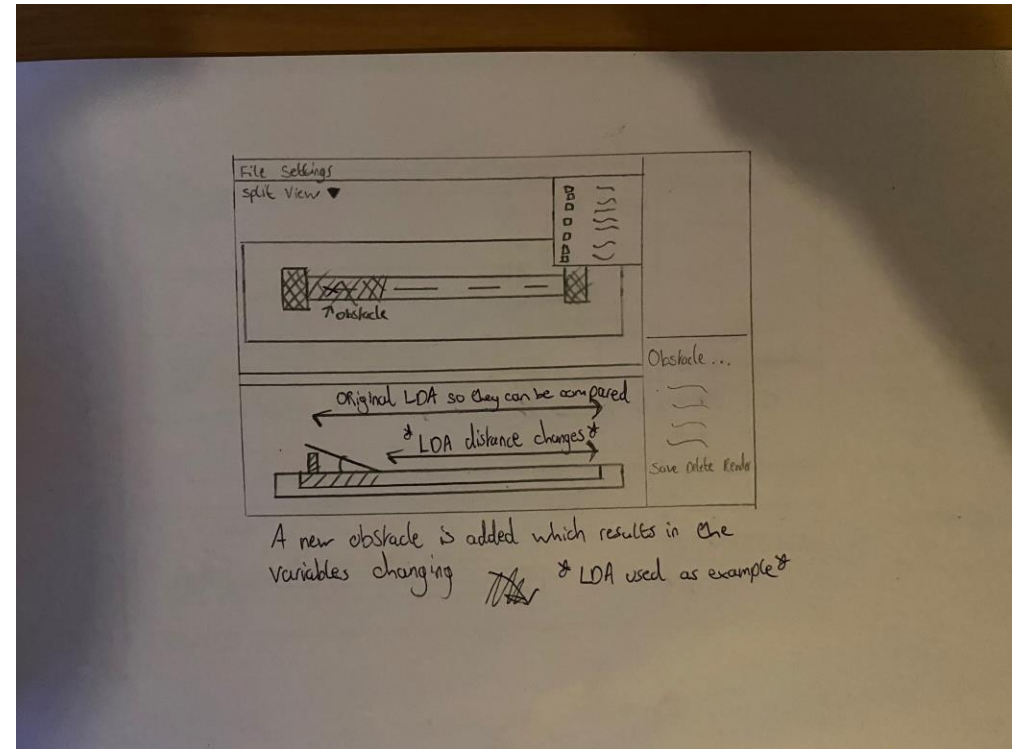 File Settings
Split View ▼
↑ obstacle
Obstacle ...
Save Delete Render
Original LDA so they can be compared
* LDA distance changes *
A new obstacle is added which results in the
variables changing * LDA used as example *